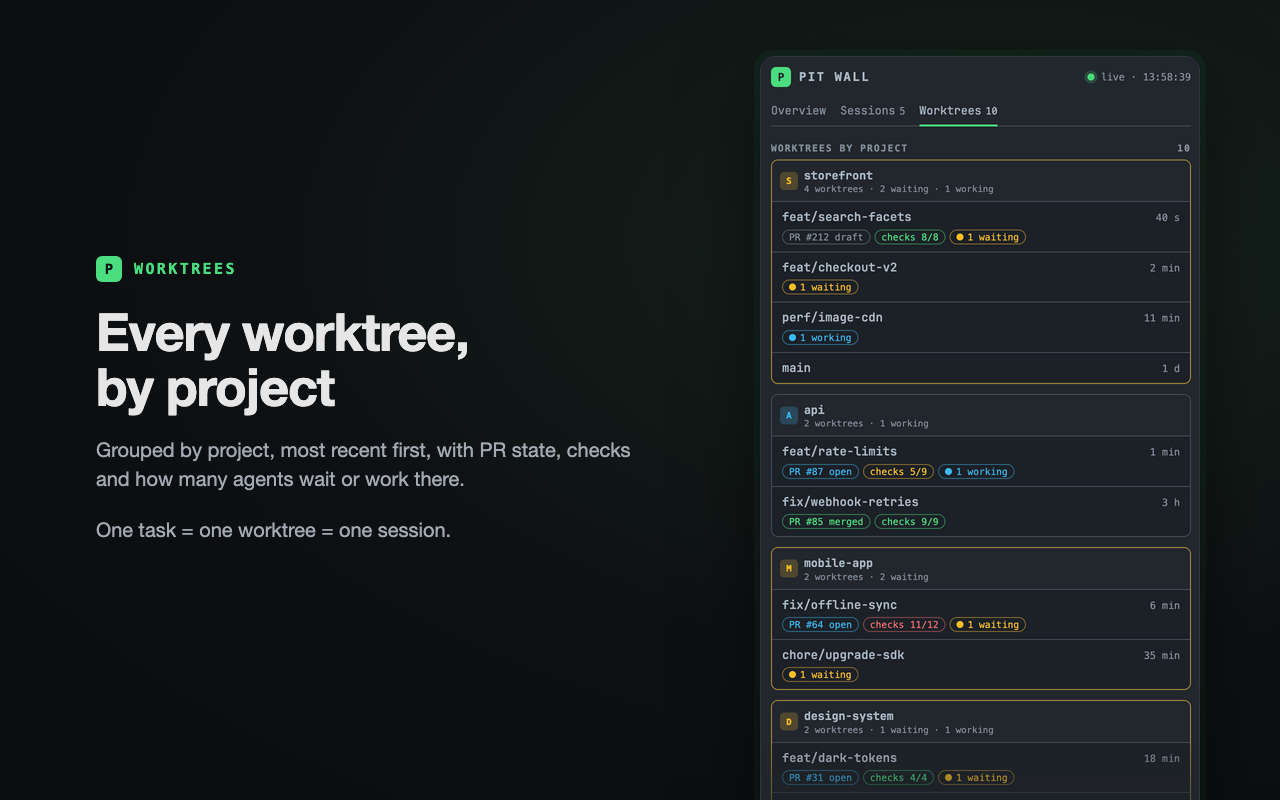 P WORKTREES
Every worktree,
by project
Grouped by project, most recent first, with PR state, checks
and how many agents wait or work there.
One task = one worktree = one session.
P PIT WALL live · 13:58:39
Overview Sessions 5 Worktrees 10
WORKTREES BY PROJECT 10
S storefront
4 worktrees · 2 waiting · 1 working
feat/search-facets 40 s
PR #212 draft checks 8/8 1 waiting
feat/checkout-v2 2 min
1 waiting
perf/image-cdn 11 min
1 working
main 1 d
A api
2 worktrees · 1 working
feat/rate-limits 1 min
PR #87 open checks 5/9 1 working
fix/webhook-retries 3 h
PR #85 merged checks 9/9
M mobile-app
2 worktrees · 2 waiting
fix/offline-sync 6 min
PR #64 open checks 11/12 1 waiting
chore/upgrade-sdk 35 min
1 waiting
D design-system
2 worktrees · 1 waiting · 1 working
feat/dark-tokens 18 min
PR #31 open checks 4/4 1 waiting